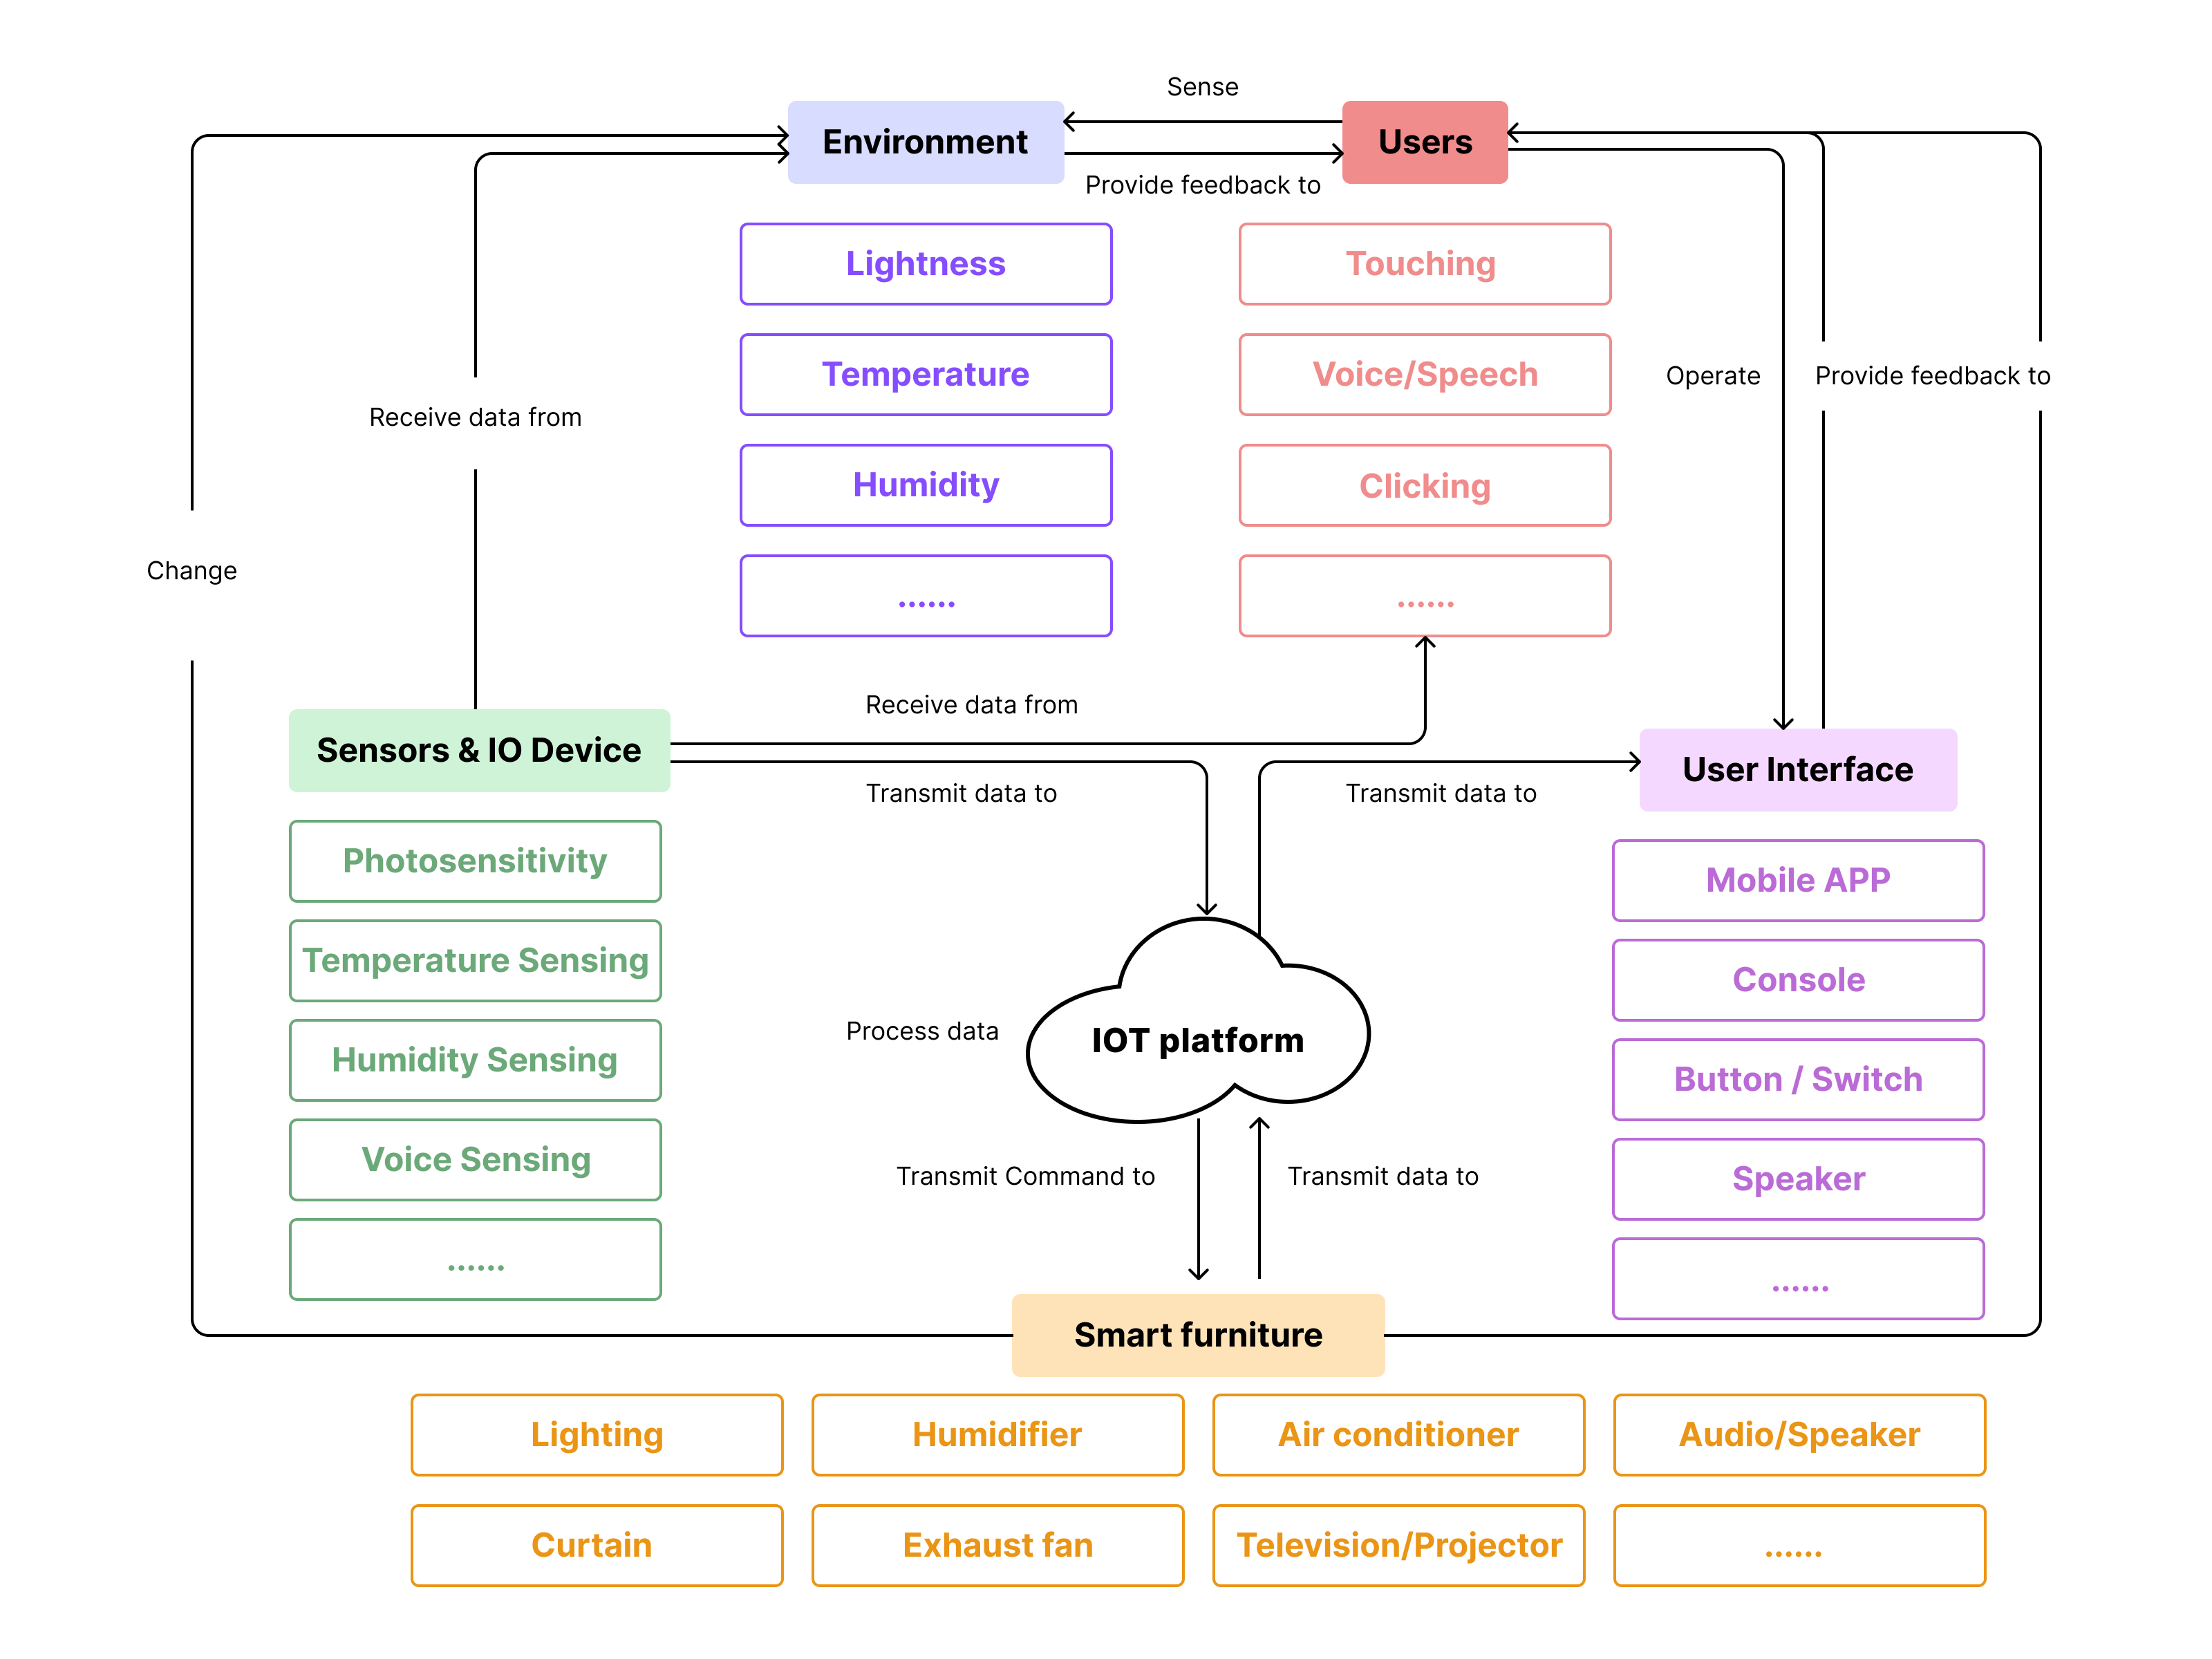 Sense
Environment
Users
Provide feedback to
Lightness
Touching
Temperature
Voice/Speech
Operate
Provide feedback to
Receive data from
Humidity
Clicking
Change
......
......
Receive data from
Sensors & IO Device
User Interface
Transmit data to
Transmit data to
Photosensitivity
Mobile APP
Temperature Sensing
Console
Process data
IOT platform
Humidity Sensing
Button / Switch
Voice Sensing
Transmit Command to
Transmit data to
Speaker
......
......
Smart furniture
Lighting
Humidifier
Air conditioner
Audio/Speaker
Curtain
Exhaust fan
Television/Projector
......